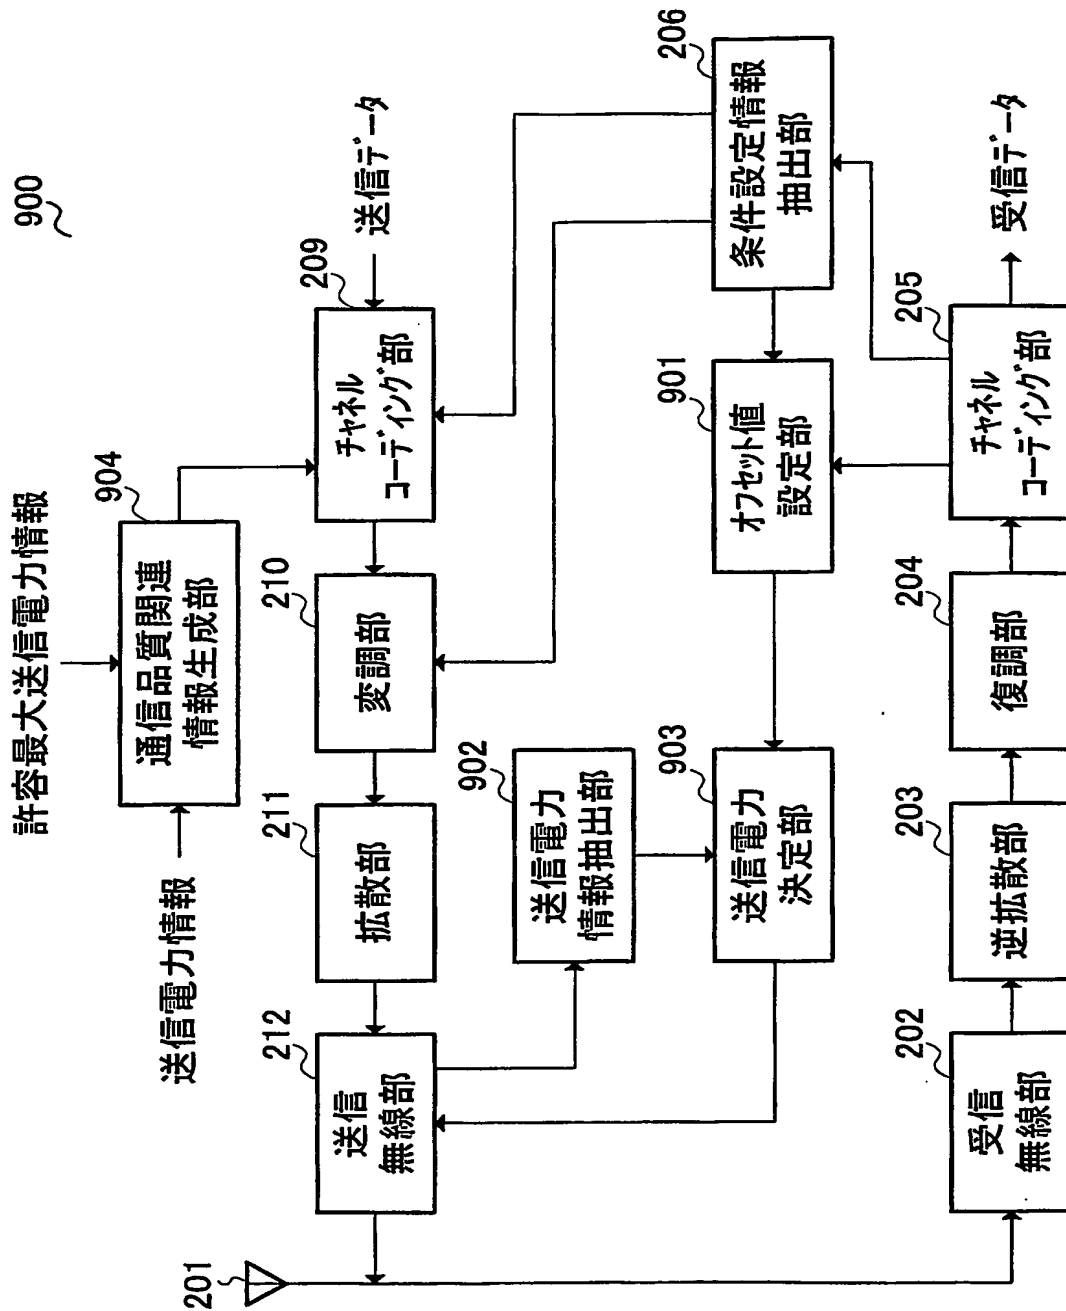 900
許容最大送信電力情報
送信電力情報
904
通信品質関連
情報生成部
201
212
送信
無線部
211
拡散部
210
変調部
209
チャネル
コーディング部
送信データ
902
送信電力
情報抽出部
903
送信電力
決定部
901
オフセット値
設定部
206
条件設定情報
抽出部
202
受信
無線部
203
逆拡散部
204
復調部
205
チャネル
コーディング部
受信データ